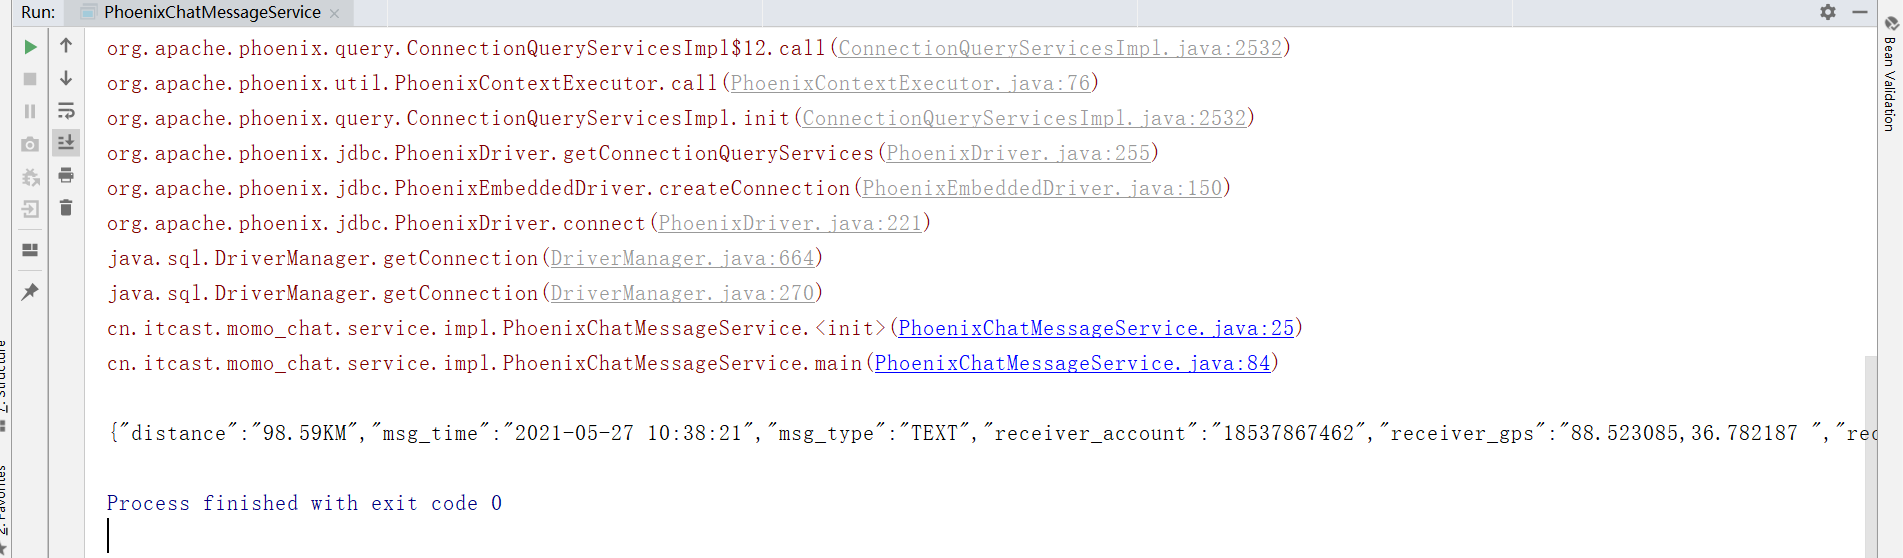 Run: PhoenixChatMessageService
org.apache.phoenix.query.ConnectionQueryServicesImpl$12.call(ConnectionQueryServicesImpl.java:2532)
org.apache.phoenix.util.PhoenixContextExecutor.call(PhoenixContextExecutor.java:76)
org.apache.phoenix.query.ConnectionQueryServicesImpl.init(ConnectionQueryServicesImpl.java:2532)
org.apache.phoenix.jdbc.PhoenixDriver.getConnectionQueryServices(PhoenixDriver.java:255)
org.apache.phoenix.jdbc.PhoenixEmbeddedDriver.createConnection(PhoenixEmbeddedDriver.java:150)
org.apache.phoenix.jdbc.PhoenixDriver.connect(PhoenixDriver.java:221)
java.sql.DriverManager.getConnection(DriverManager.java:664)
java.sql.DriverManager.getConnection(DriverManager.java:270)
cn.itcast.momo_chat.service.impl.PhoenixChatMessageService.<init>(PhoenixChatMessageService.java:25)
cn.itcast.momo_chat.service.impl.PhoenixChatMessageService.main(PhoenixChatMessageService.java:84)
{"distance":"98.59KM","msg_time":"2021-05-27 10:38:21","msg_type":"TEXT","receiver_account":"18537867462","receiver_gps":"88.523085,36.782187 ","rec
Process finished with exit code 0
Bean Validation
7: Structure
2: Favorites